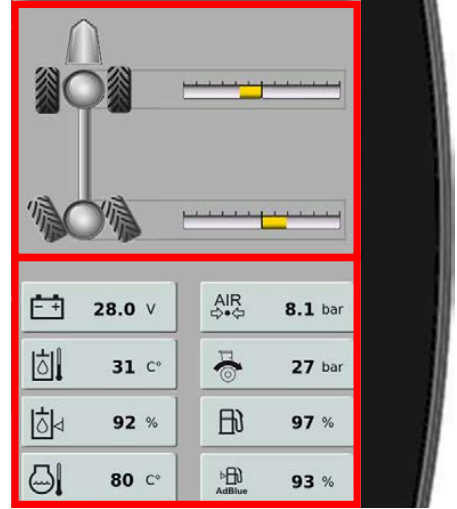 28.0 V
AIR 8.1 bar
31 C°
27 bar
92 %
97 %
80 C°
AdBlue 93 %